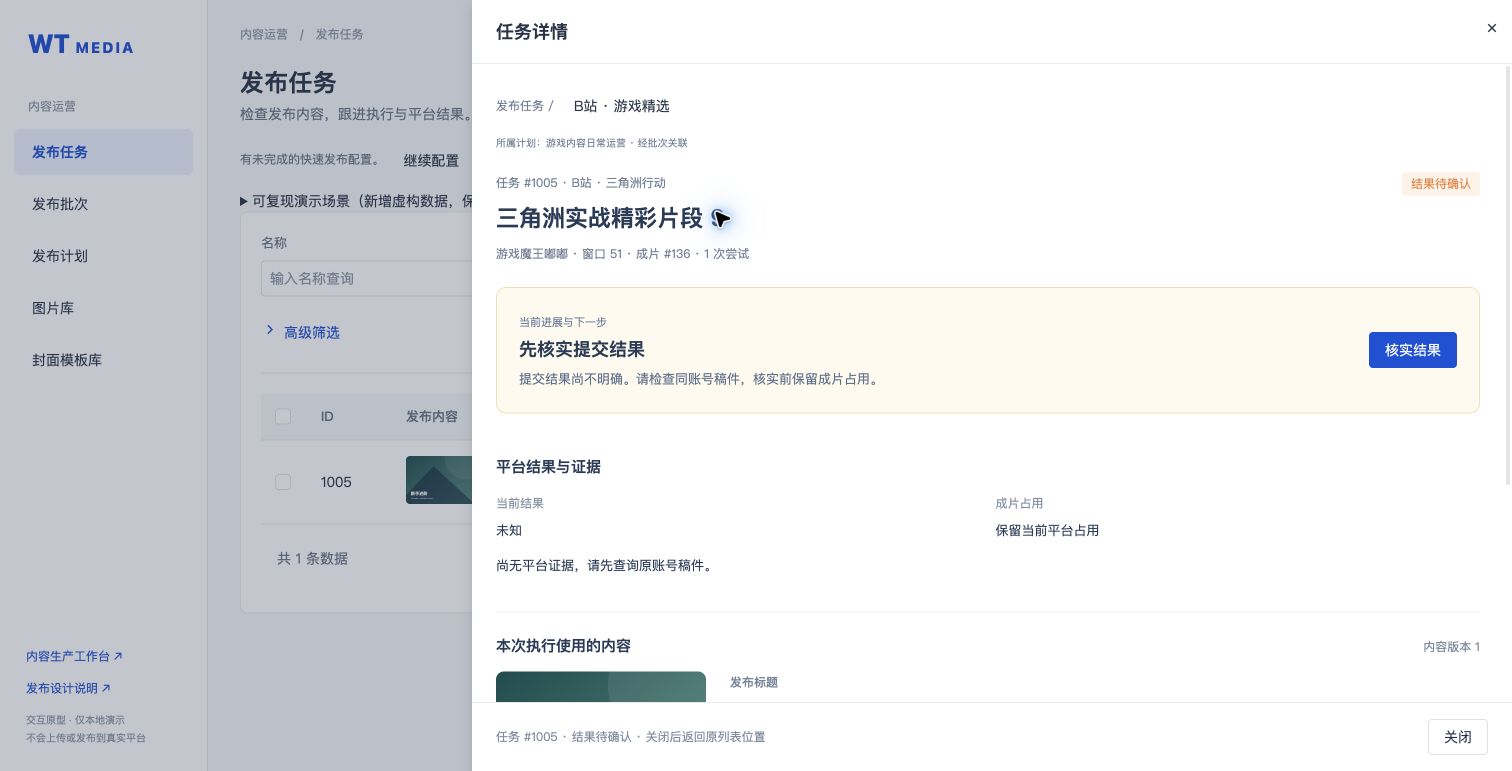 WT MEDIA
内容运营
发布任务
发布批次
发布计划
图片库
封面模板库
内容生产工作台 ↗
发布设计说明 ↗
交互原型 · 仅本地演示
不会上传或发布到真实平台
内容运营 / 发布任务
发布任务
检查发布内容，跟进执行与平台结果。
有未完成的快速发布配置。 继续配置
▶ 可复现演示场景（新增虚构数据，保
名称
输入名称查询
高级筛选
ID 发布内容
1005
共 1 条数据
任务详情 ×
发布任务 / B站 · 游戏精选
所属计划：游戏内容日常运营 · 经批次关联
任务 #1005 · B站 · 三角洲行动 结果待确认
三角洲实战精彩片段
游戏魔王嘟嘟 · 窗口 51 · 成片 #136 · 1 次尝试
当前进展与下一步
先核实提交结果
提交结果尚不明确。请检查同账号稿件，核实前保留成片占用。
核实结果
平台结果与证据
当前结果 成片占用
未知 保留当前平台占用
尚无平台证据，请先查询原账号稿件。
本次执行使用的内容 内容版本 1
发布标题
任务 #1005 · 结果待确认 · 关闭后返回原列表位置 关闭